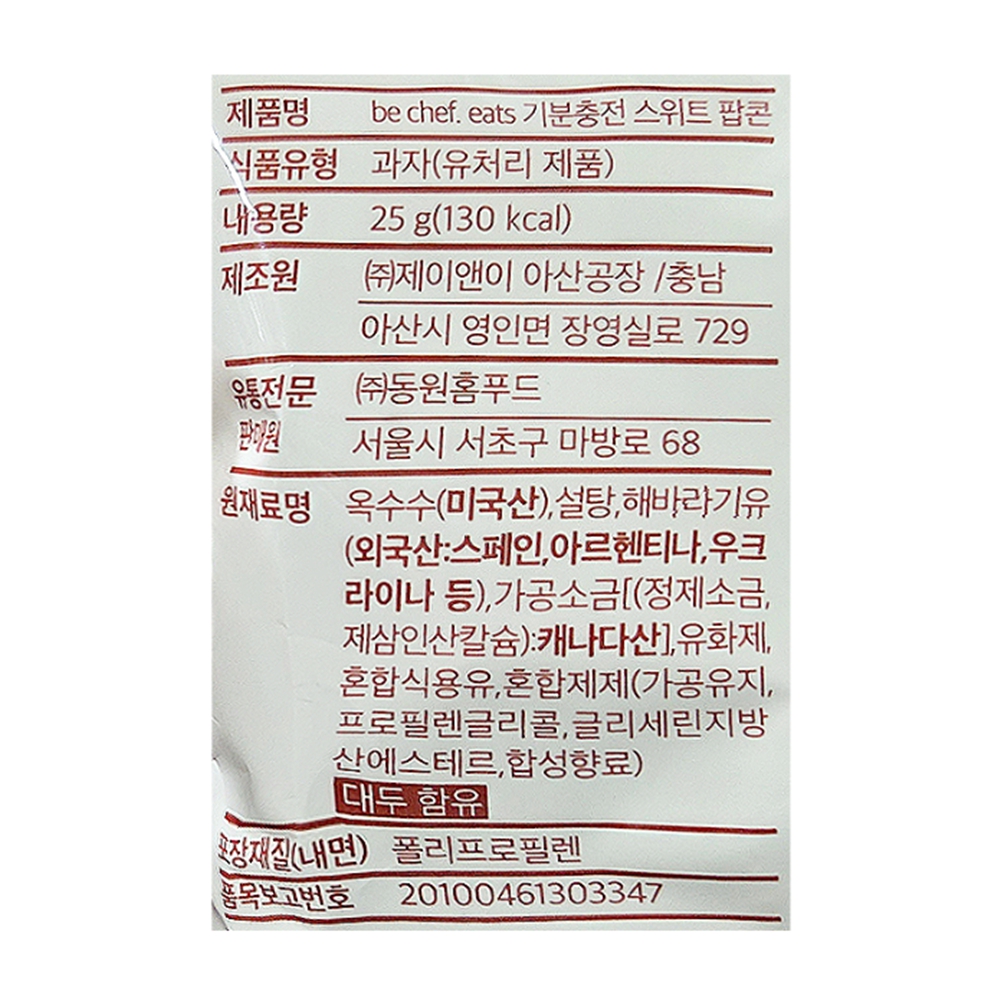 제품명 be chef. eats 기분충전 스위트 팝콘
식품유형 과자(유처리 제품)
내용량 25 g(130 kcal)
제조원 ㈜제이앤이 아산공장 /충남
아산시 영인면 장영실로 729
유통전문 ㈜동원홈푸드
판매원 서울시 서초구 마방로 68
원재료명 옥수수(미국산),설탕,해바라기유
(외국산:스페인,아르헨티나,우크
라이나 등),가공소금[(정제소금,
제삼인산칼슘):캐나다산],유화제,
혼합식용유,혼합제제(가공유지,
프로필렌글리콜,글리세린지방
산에스테르,합성향료)
대두 함유
포장재질(내면) 폴리프로필렌
품목보고번호 20100461303347